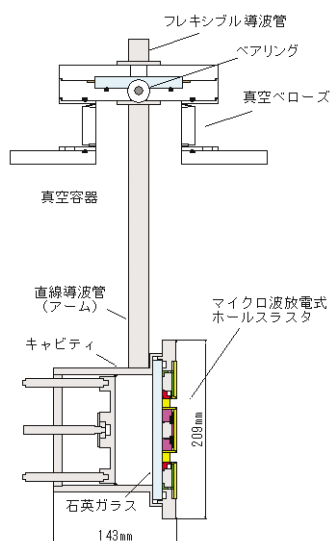 フレキシブル導波管
ベアリング
真空ベローズ
真空容器
直線導波管
(アーム)
マイクロ波放電式
ホールスラスタ
キャビティ
209mm
石英ガラス
143mm